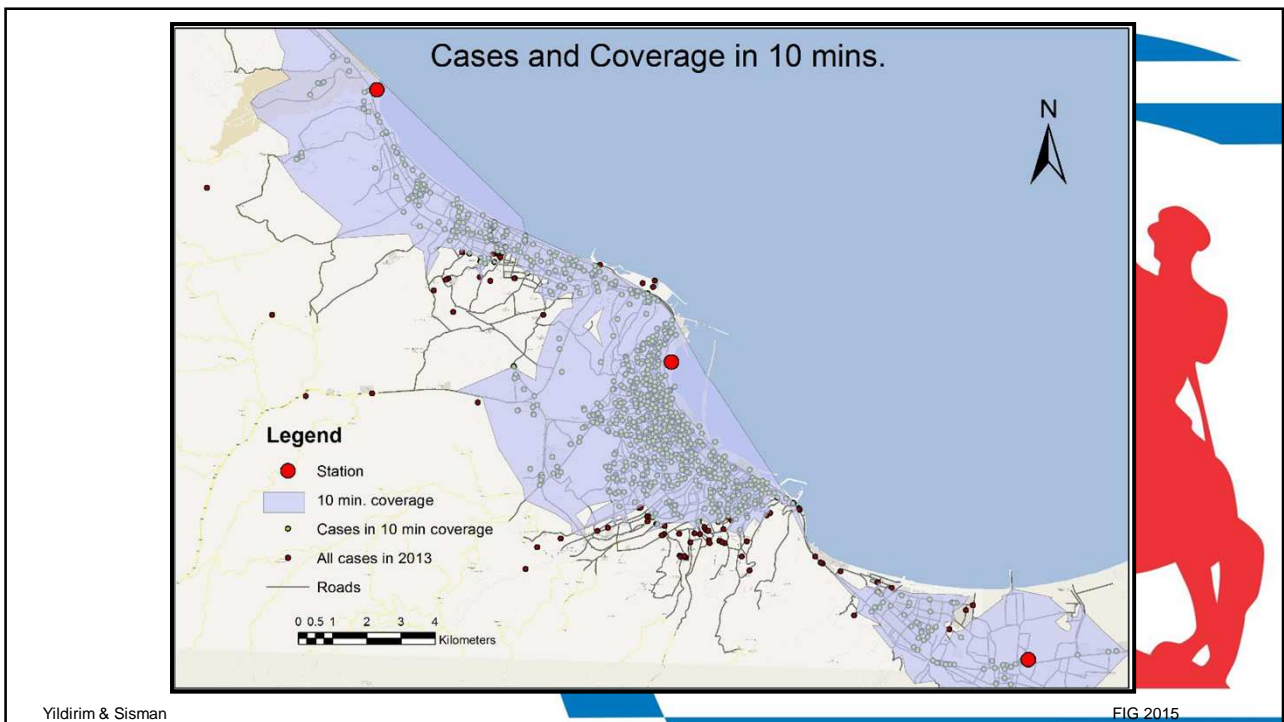 Cases and Coverage in 10 mins.
N
Legend
Station
10 min. coverage
Cases in 10 min coverage
All cases in 2013
Roads
0 0.5 1 2 3 4
Kilometers
Yildirim & Sisman
FIG 2015